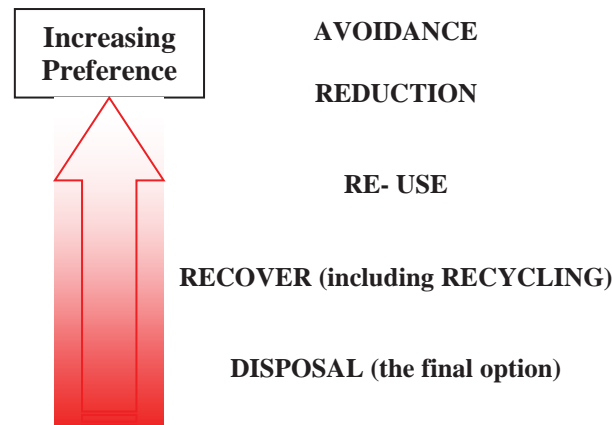 Increasing
Preference
AVOIDANCE
REDUCTION
RE- USE
RECOVER (including RECYCLING)
DISPOSAL (the final option)